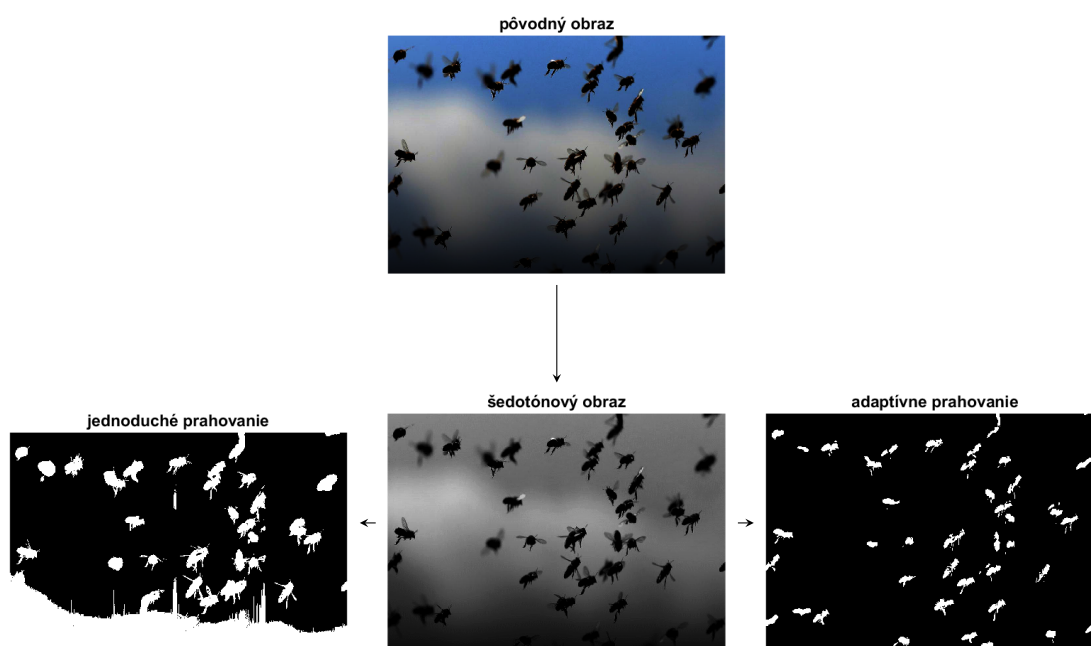 pôvodný obraz
jednoduché prahovanie
šedotónový obraz
adaptívne prahovanie